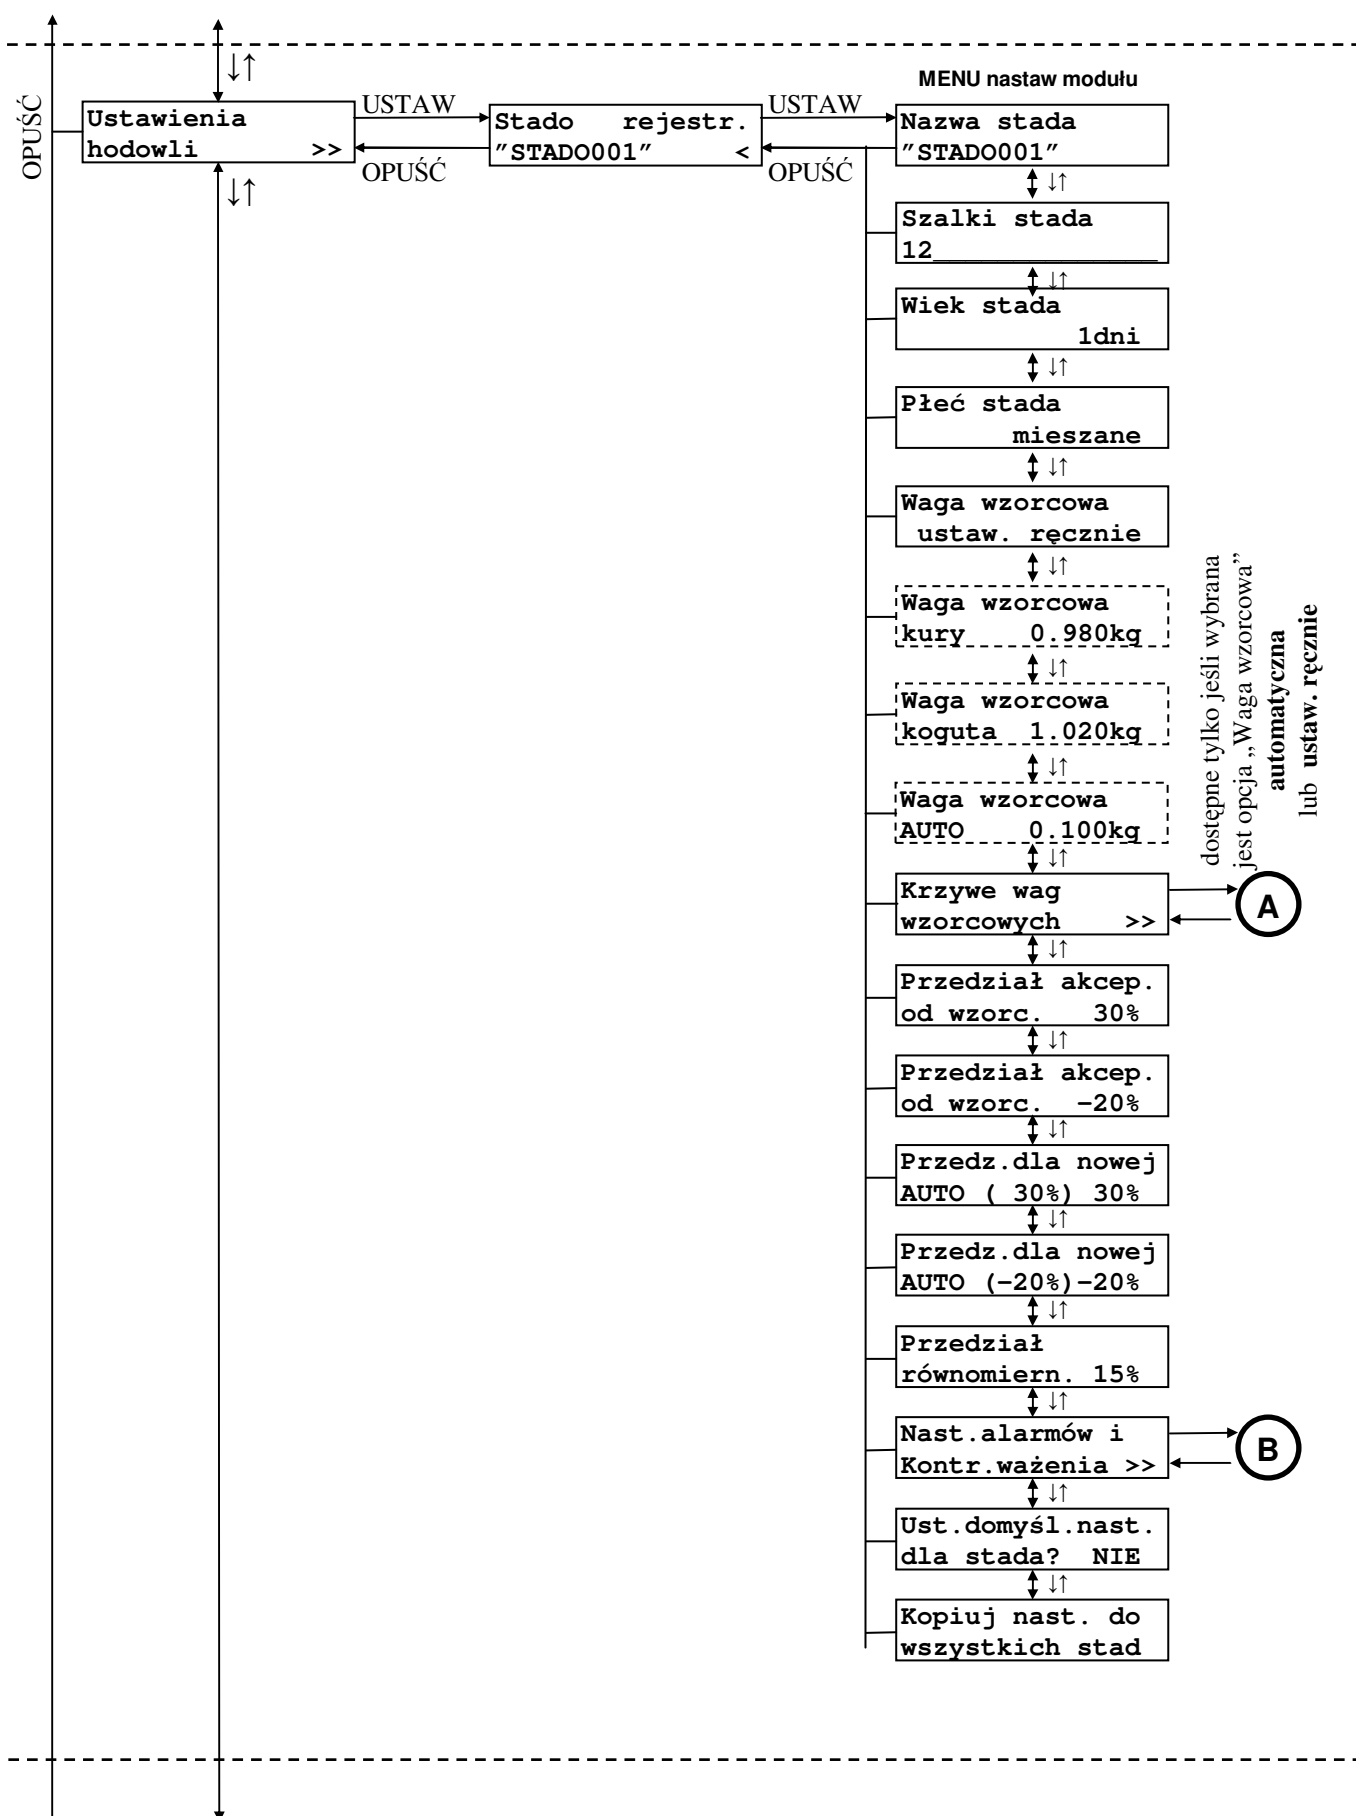 MENU nastaw modułu
↓↑
OPUŚĆ
Ustawienia
hodowli >>
USTAW
OPUŚĆ
Stado rejestr.
"STADO001" <
USTAW
OPUŚĆ
Nazwa stada
"STADO001"
↓↑
↓↑
Szalki stada
12______________
↓↑
Wiek stada
1dni
↓↑
Płeć stada
mieszane
↓↑
Waga wzorcowa
ustaw. ręcznie
↓↑
Waga wzorcowa
kury 0.980kg
↓↑
Waga wzorcowa
koguta 1.020kg
↓↑
Waga wzorcowa
AUTO 0.100kg
↓↑
dostępne tylko jeśli wybrana
jest opcja „Waga wzorcowa”
automatyczna
lub ustaw. ręcznie
Krzywe wag
wzorcowych >>
A
↓↑
Przedział akcep.
od wzorc. 30%
↓↑
Przedział akcep.
od wzorc. -20%
↓↑
Przedz.dla nowej
AUTO ( 30%) 30%
↓↑
Przedz.dla nowej
AUTO (-20%)-20%
↓↑
Przedział
równomiern. 15%
↓↑
Nast.alarmów i
Kontr.ważenia >>
B
↓↑
Ust.domyśl.nast.
dla stada? NIE
↓↑
Kopiuj nast. do
wszystkich stad